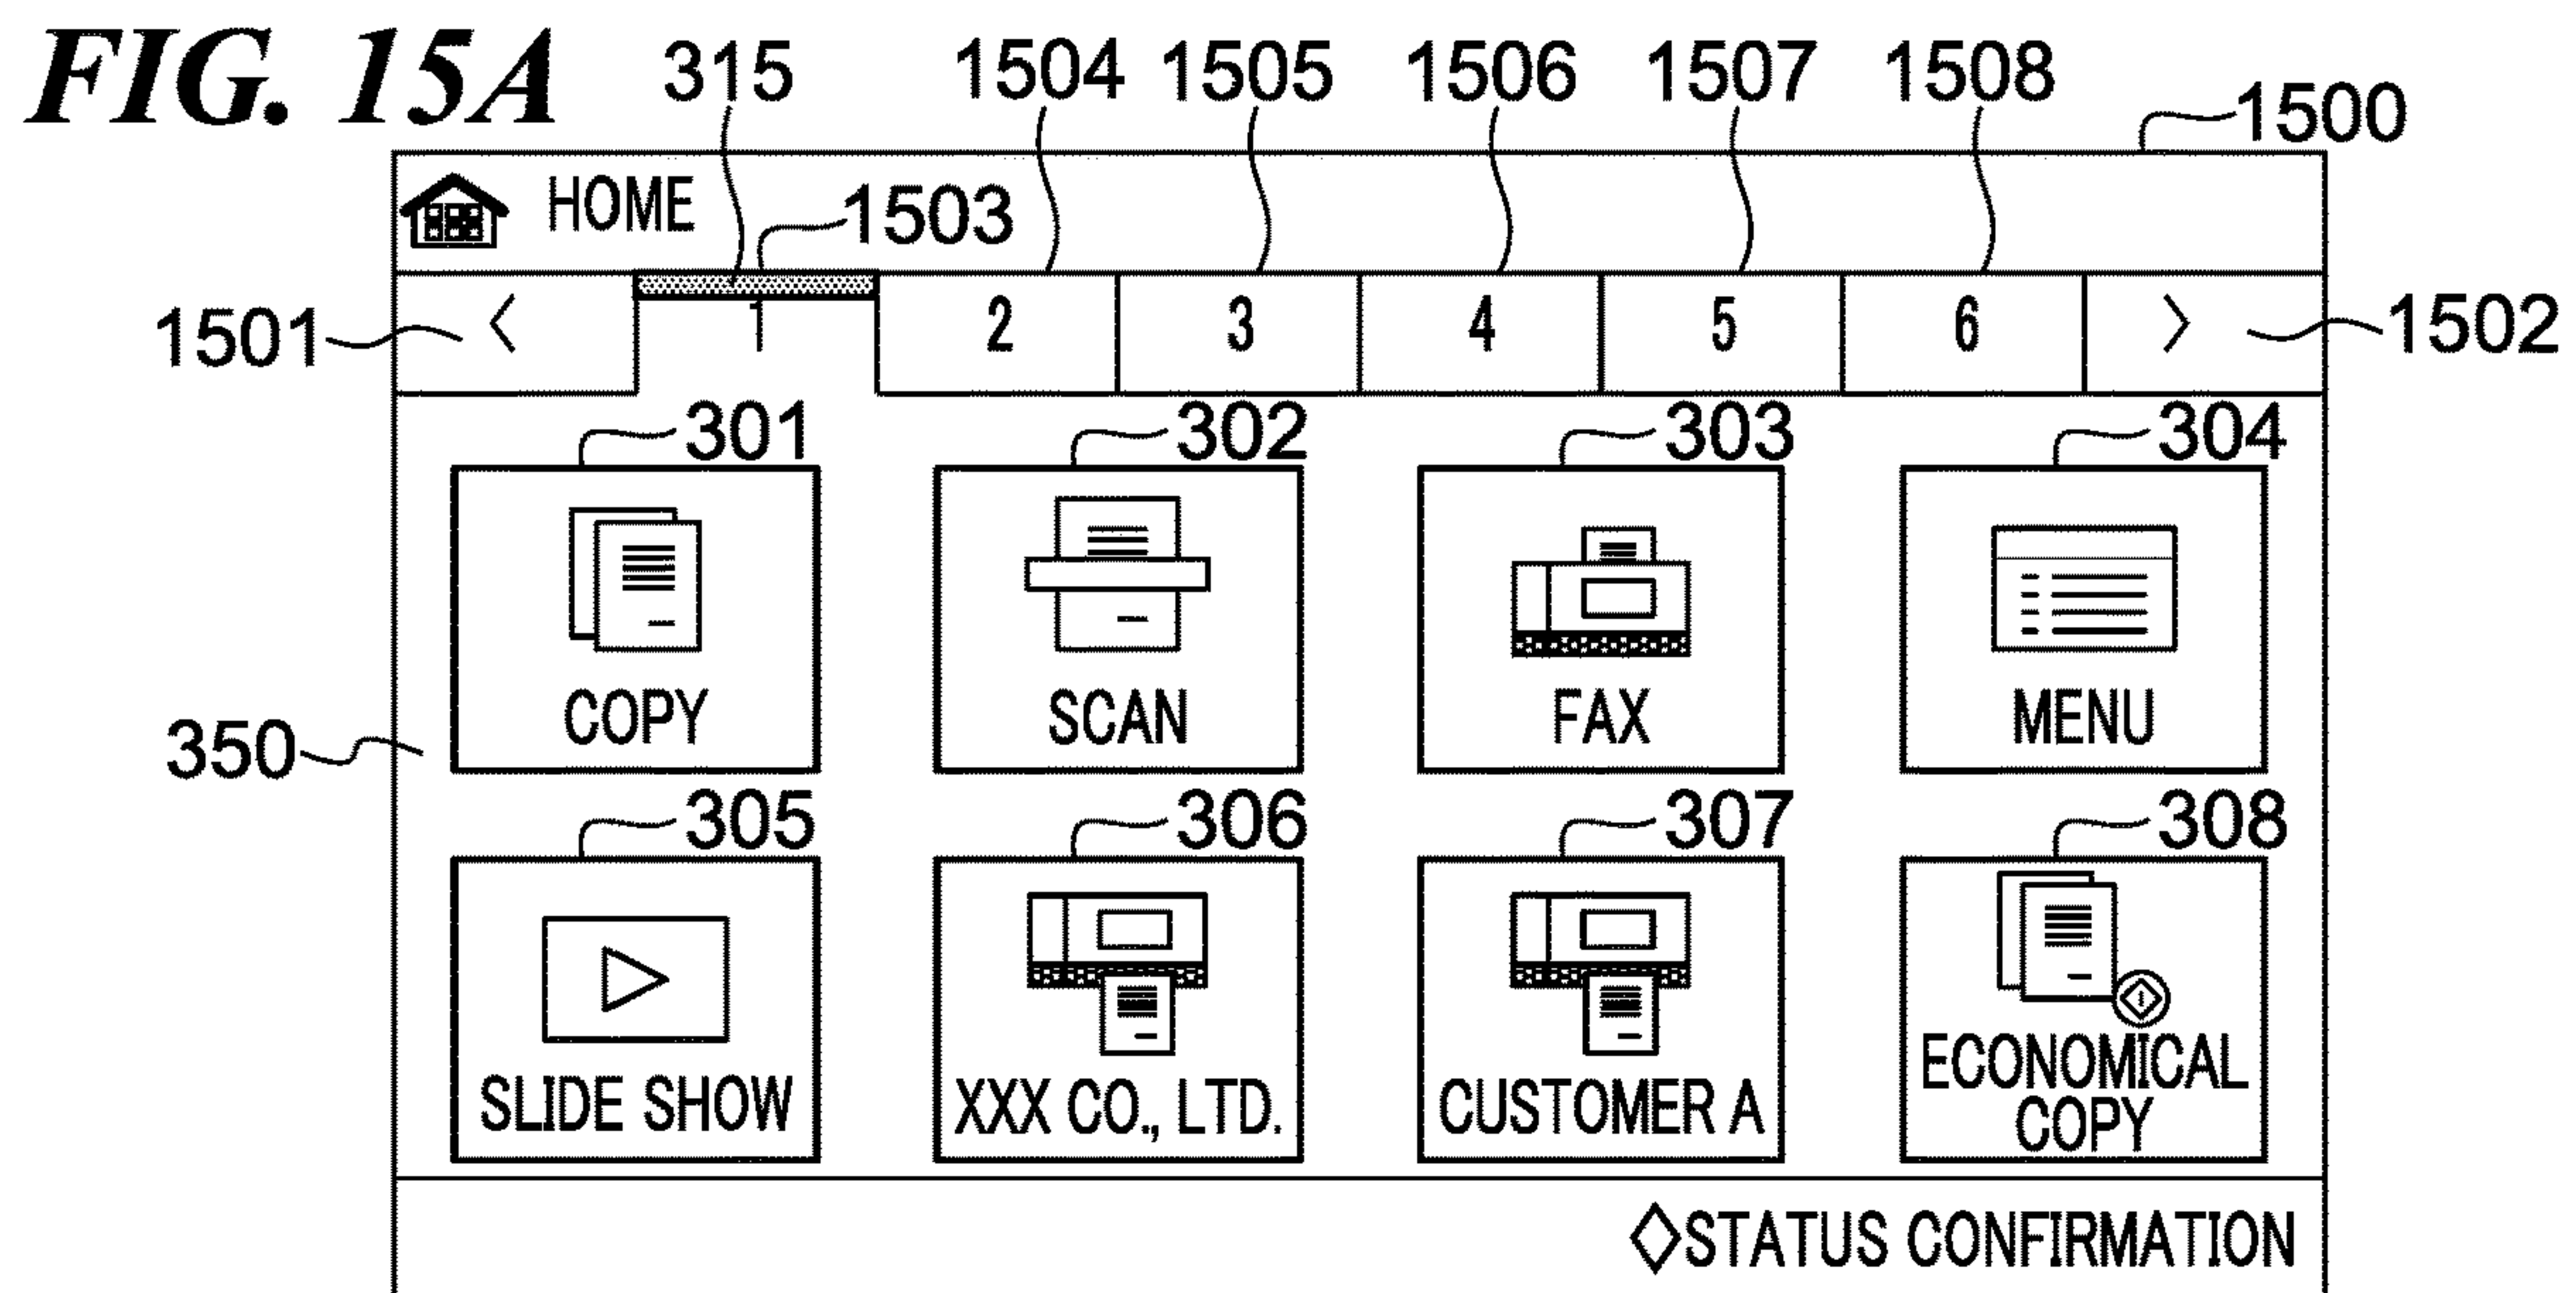 FIG. 15A
315 1504 1505 1506 1507 1508
1500
HOME
1503
1501 < 1 2 3 4 5 6 > 1502
301 302 303 304
COPY SCAN FAX MENU
350
305 306 307 308
SLIDE SHOW XXX CO., LTD. CUSTOMER A ECONOMICAL
COPY
STATUS CONFIRMATION